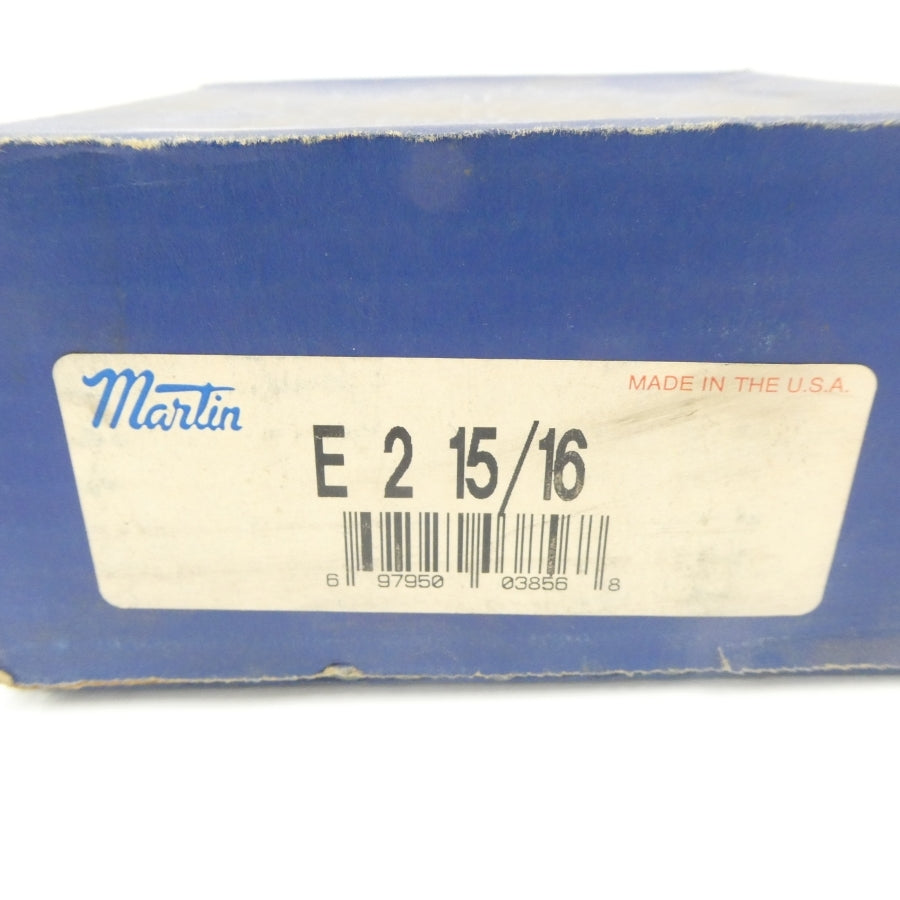 Martin
MADE IN THE U.S.A.
E 2 15/16
6 97950 03856 8